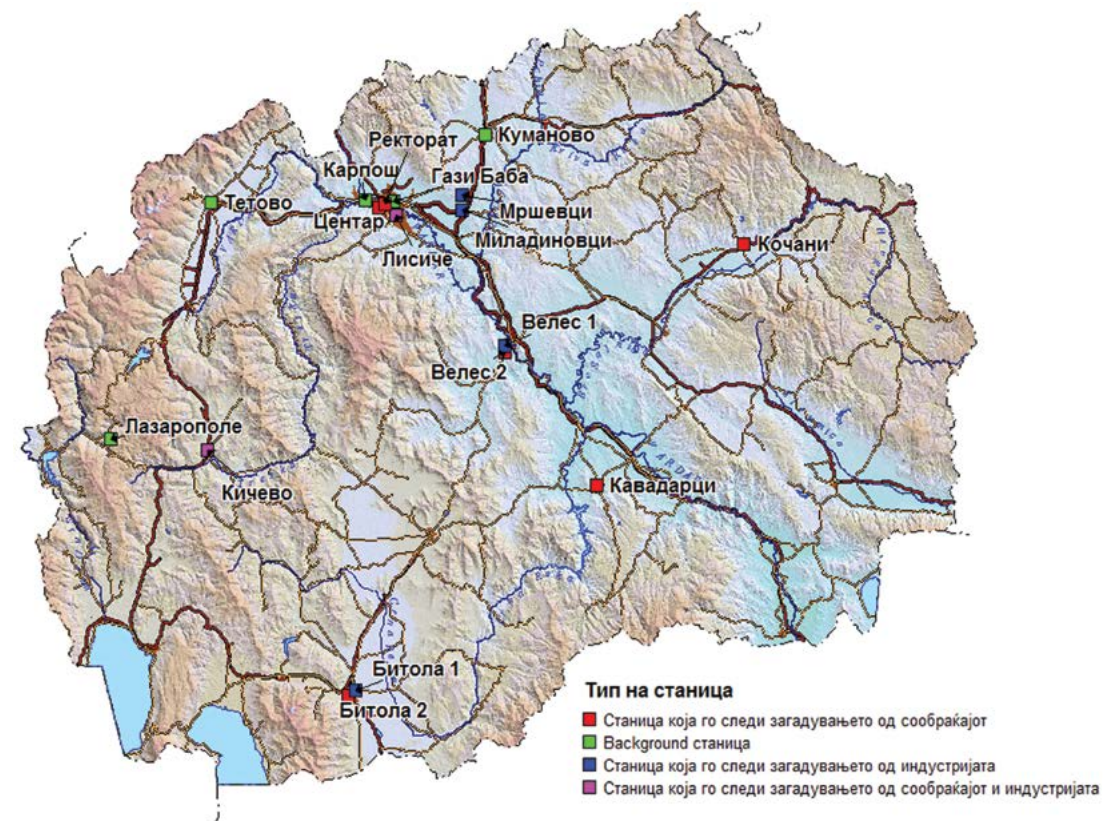 Ректорат
Куманово
Карпош
Гази Баба
Тетово
Мршевци
Центар
Миладиновци
Кочани
Лисиче
Велес 1
Велес 2
Лазарополе
Кичево
Кавадарци
Битола 1
Битола 2
Тип на станица
Станица која го следи загадувањето од сообраќајот
Background станица
Станица која го следи загадувањето од индустријата
Станица која го следи загадувањето од сообраќајот и индустријата